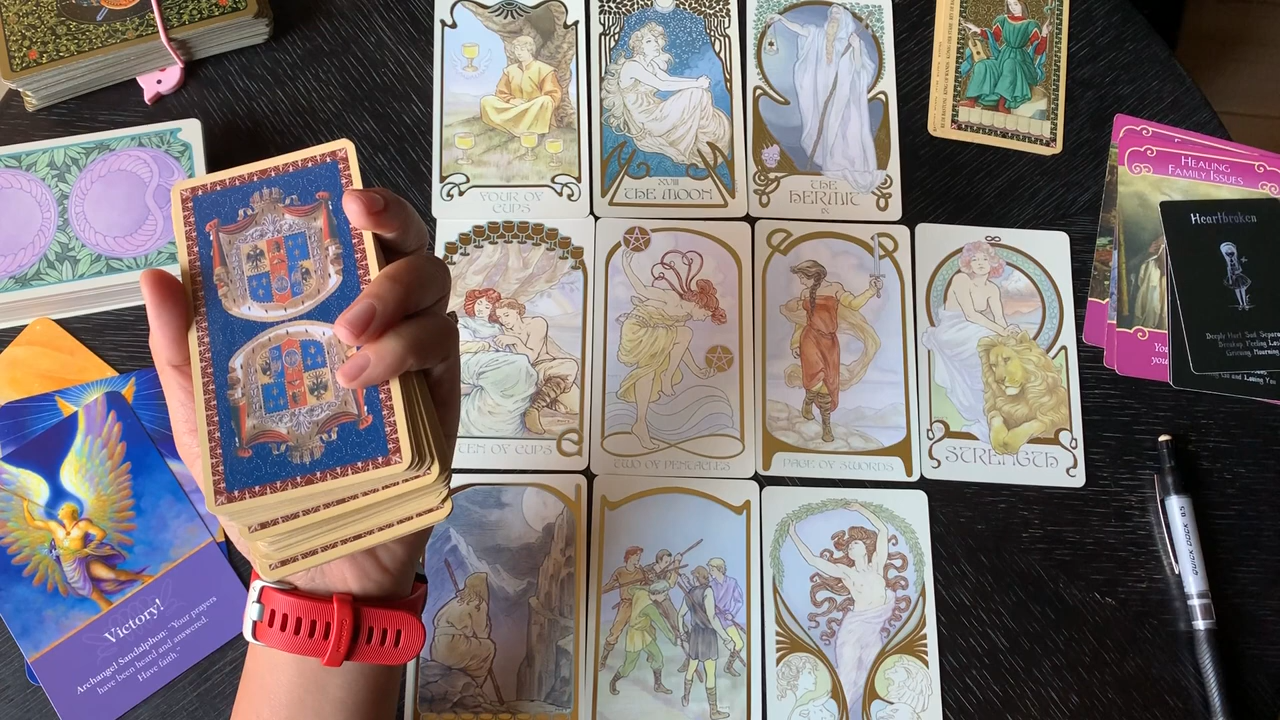 FOUR OF
CUPS
XVIII
THE MOON
THE
HERMIT
IX
HEALING
FAMILY ISSUES
Heartbroken
Deeply Hurt
TEN OF CUPS
TWO OF PENTACLES
PAGE OF SWORDS
STRENGTH
QUICK DOCK 0.5
Victory!
Archangel Sandalphon: "Your prayers
have been heard and answered.
Have faith."